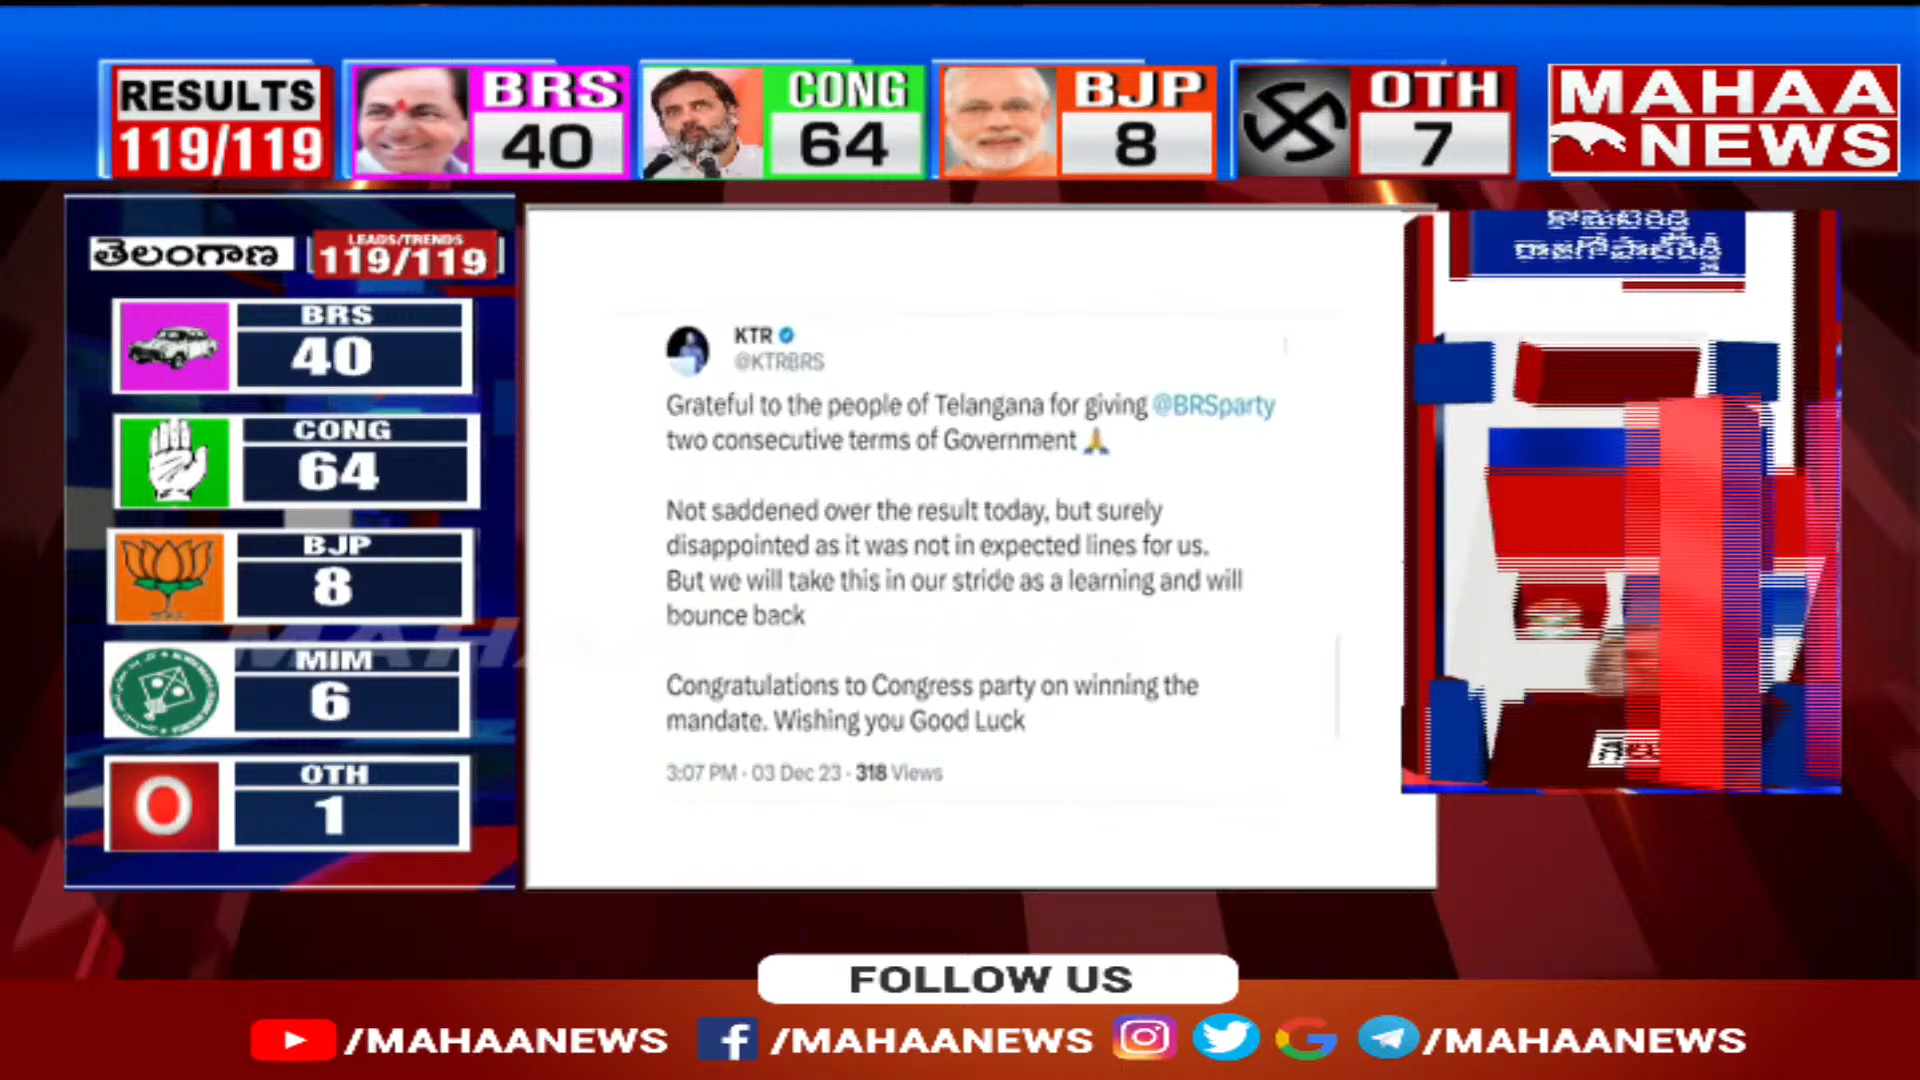 RESULTS
119/119
BRS
40
CONG
64
BJP
8
OTH
7
MAHAA
NEWS
తెలంగాణ
LEADS/TRENDS
119/119
BRS
40
CONG
64
BJP
8
MIM
6
OTH
1
KTR
@KTRBRS
Grateful to the people of Telangana for giving @BRSparty
two consecutive terms of Government 🙏
Not saddened over the result today, but surely
disappointed as it was not in expected lines for us.
But we will take this in our stride as a learning and will
bounce back
Congratulations to Congress party on winning the
mandate. Wishing you Good Luck
3:07 PM · 03 Dec 23 · 318 Views
MAHAA NEWS
FOLLOW US
/MAHAANEWS
/MAHAANEWS
/MAHAANEWS